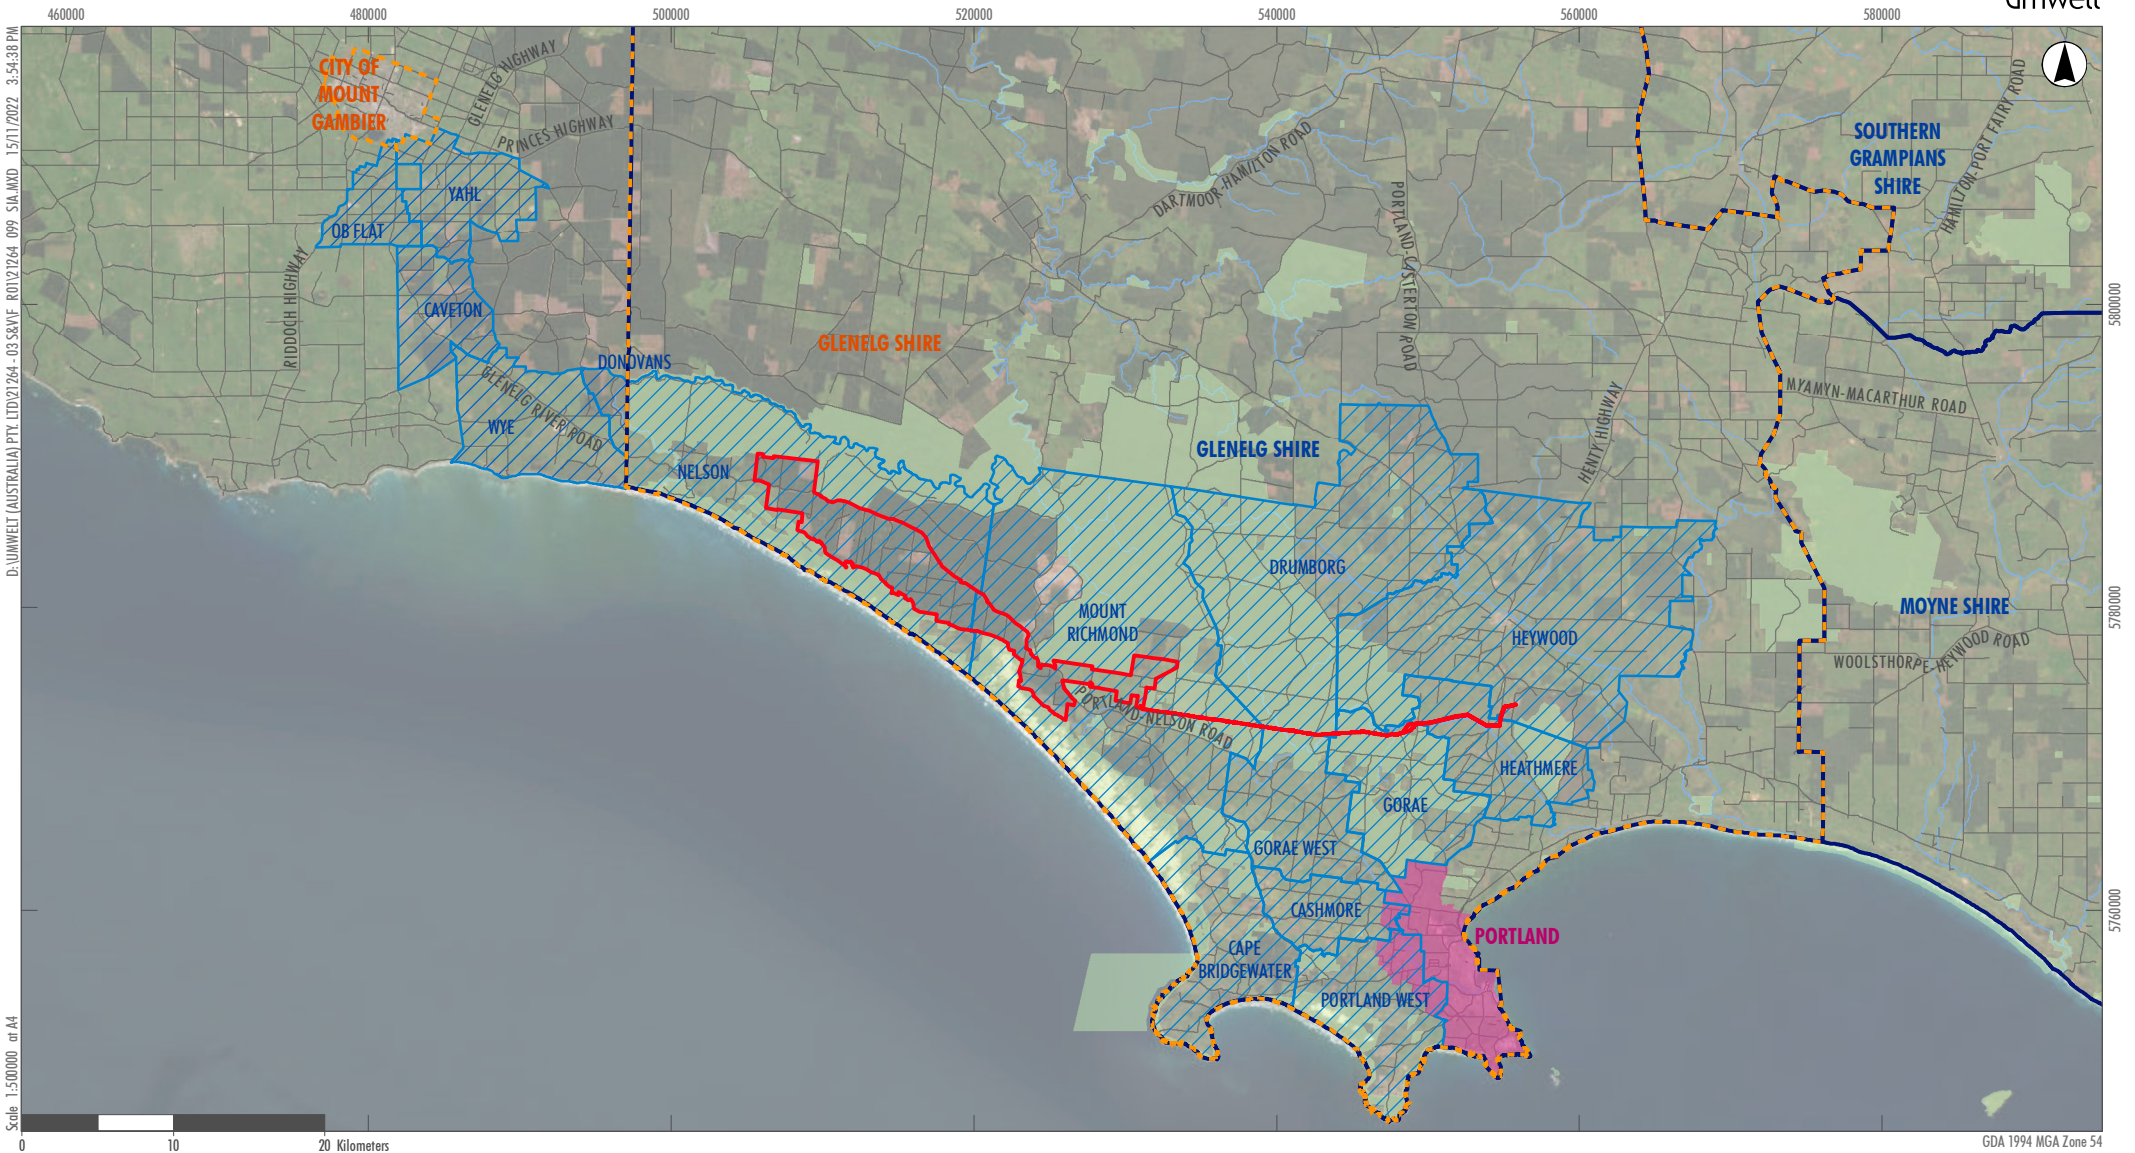 umwell
460000
480000
500000
520000
540000
560000
580000
D:\UMWELT (AUSTRALIA) PTY. LTD\21264 - 03 S&V\F R01\21264 099 SIA.MXD 15/11/2022 3:54:38 PM
Scale 1:500000 at A4
CITY OF
MOUNT
GAMBIER
GLENELG HIGHWAY
PRINCES HIGHWAY
YAHL
OB FLAT
RIDDOCH HIGHWAY
CAVETON
DONOVANS
GLENELG RIVER ROAD
WYE
NELSON
GLENELG SHIRE
DARTMOOR-HAMILTON ROAD
PORTLAND-CASTERTON ROAD
SOUTHERN
GRAMPIANS
SHIRE
HAMILTON-PORT FAIRY ROAD
MYAMYN-MACARTHUR ROAD
HENTY HIGHWAY
GLENELG SHIRE
DRUMBORG
MOUNT
RICHMOND
HEYWOOD
MOYNE SHIRE
WOOLSTHORPE-HEYWOOD ROAD
PORTLAND-NELSON ROAD
HEATHMERE
GORAE
GORAE WEST
CASHMORE
PORTLAND
CAPE
BRIDGEWATER
PORTLAND WEST
5800000
5780000
5760000
0
10
20 Kilometers
GDA 1994 MGA Zone 54